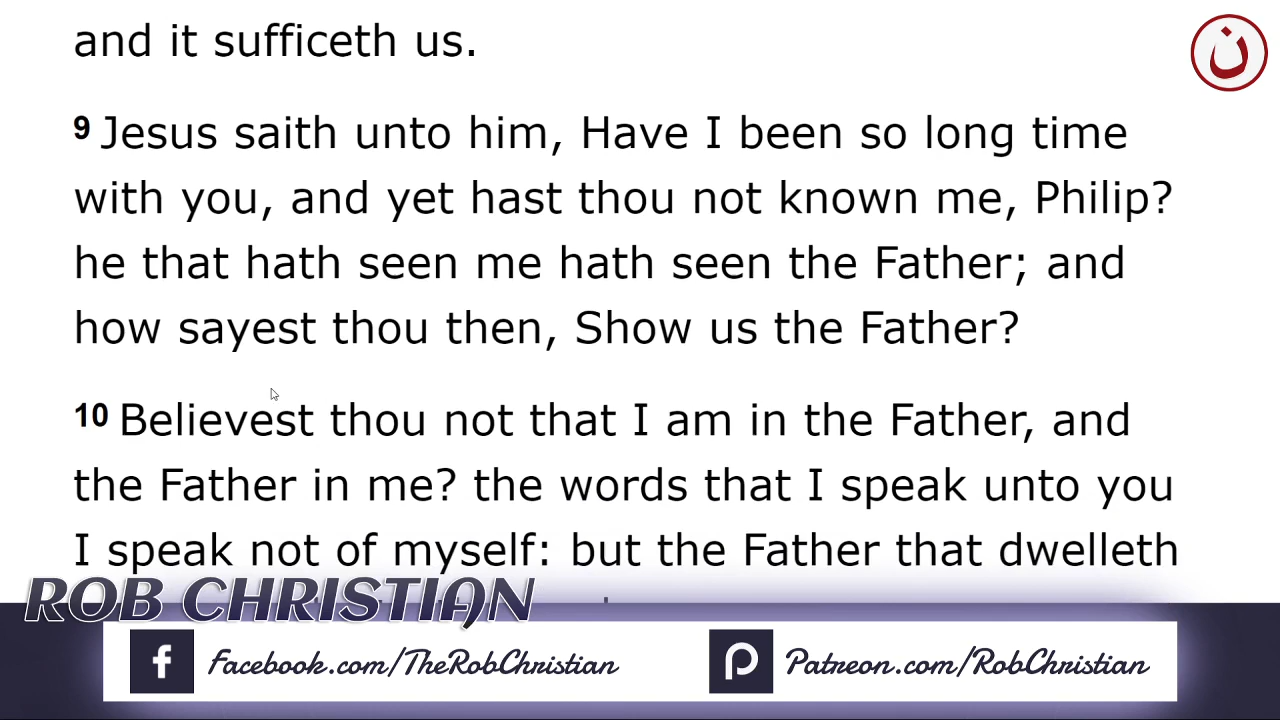 and it sufficeth us.
ن
9 Jesus saith unto him, Have I been so long time
with you, and yet hast thou not known me, Philip?
he that hath seen me hath seen the Father; and
how sayest thou then, Show us the Father?
10 Believest thou not that I am in the Father, and
the Father in me? the words that I speak unto you
I speak not of myself: but the Father that dwelleth
ROB CHRISTIAN
Facebook.com/TheRobChristian
Patreon.com/RobChristian